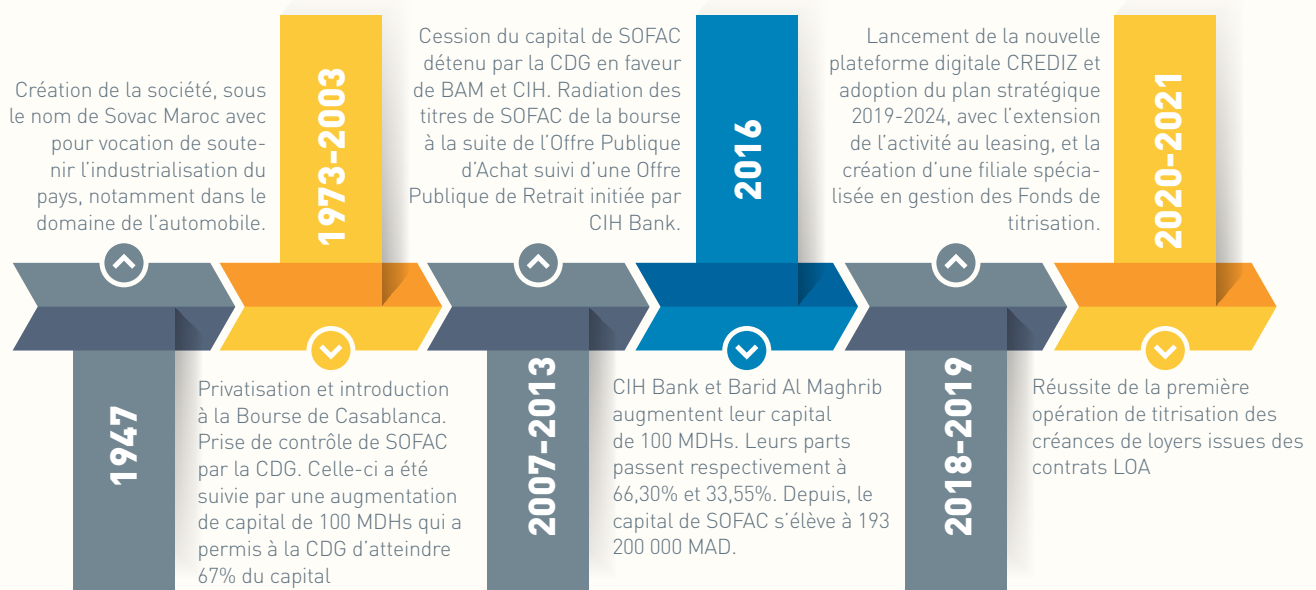 1947
Création de la société, sous
le nom de Sovac Maroc avec
pour vocation de soute-
nir l'industrialisation du
pays, notamment dans le
domaine de l'automobile.
1973-2003
Privatisation et introduction
à la Bourse de Casablanca.
Prise de contrôle de SOFAC
par la CDG. Celle-ci a été
suivie par une augmentation
de capital de 100 MDHs qui a
permis à la CDG d'atteindre
67% du capital
2007-2013
Cession du capital de SOFAC
détenu par la CDG en faveur
de BAM et CIH. Radiation des
titres de SOFAC de la bourse
à la suite de l'Offre Publique
d'Achat suivi d'une Offre
Publique de Retrait initiée par
CIH Bank.
2016
CIH Bank et Barid Al Maghrib
augmentent leur capital
de 100 MDHs. Leurs parts
passent respectivement à
66,30% et 33,55%. Depuis, le
capital de SOFAC s'élève à 193
200 000 MAD.
2018-2019
Lancement de la nouvelle
plateforme digitale CREDIZ et
adoption du plan stratégique
2019-2024, avec l'extension
de l'activité au leasing, et la
création d'une filiale spécia-
lisée en gestion des Fonds de
titrisation.
2020-2021
Réussite de la première
opération de titrisation des
créances de loyers issues des
contrats LOA